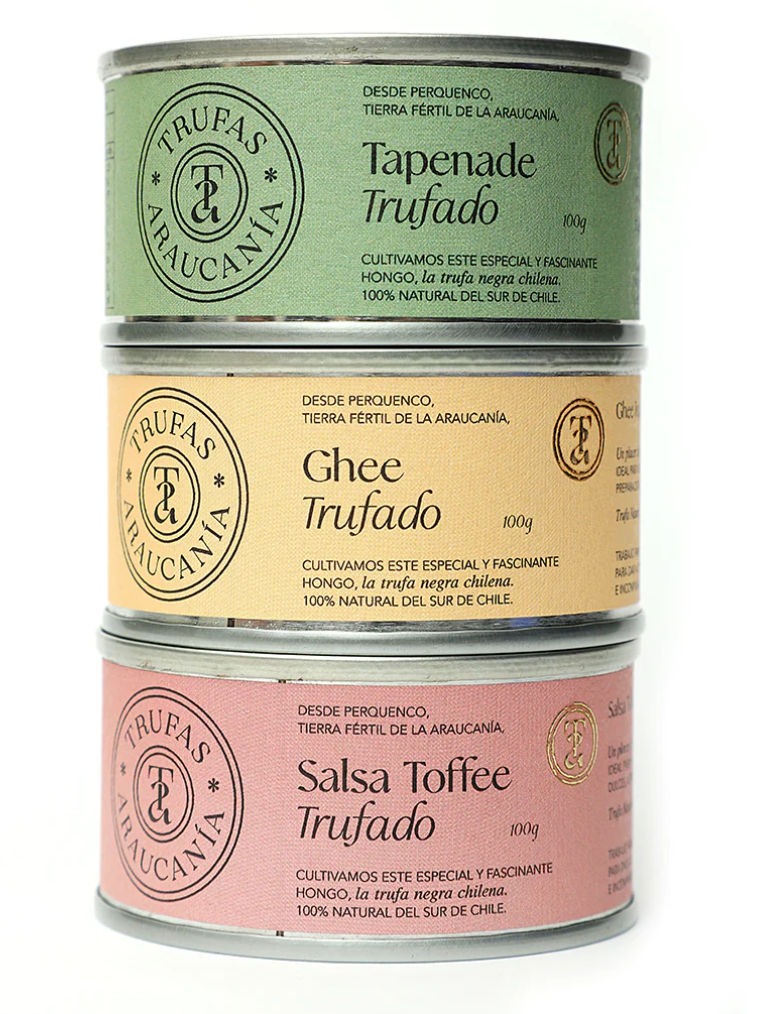 TRUFAS
ARAUCANÍA
DESDE PERQUENCO,
TIERRA FÉRTIL DE LA ARAUCANÍA,
Tapenade
Trufado
100g
CULTIVAMOS ESTE ESPECIAL Y FASCINANTE
HONGO, la trufa negra chilena.
100% NATURAL DEL SUR DE CHILE.
TRUFAS
ARAUCANÍA
DESDE PERQUENCO,
TIERRA FÉRTIL DE LA ARAUCANÍA,
Ghee
Trufado
100g
CULTIVAMOS ESTE ESPECIAL Y FASCINANTE
HONGO, la trufa negra chilena.
100% NATURAL DEL SUR DE CHILE.
Ghee
TRUFAS
ARAUCANÍA
DESDE PERQUENCO,
TIERRA FÉRTIL DE LA ARAUCANÍA,
Salsa Toffee
Trufado
100g
CULTIVAMOS ESTE ESPECIAL Y FASCINANTE
HONGO, la trufa negra chilena.
100% NATURAL DEL SUR DE CHILE.
Salsa